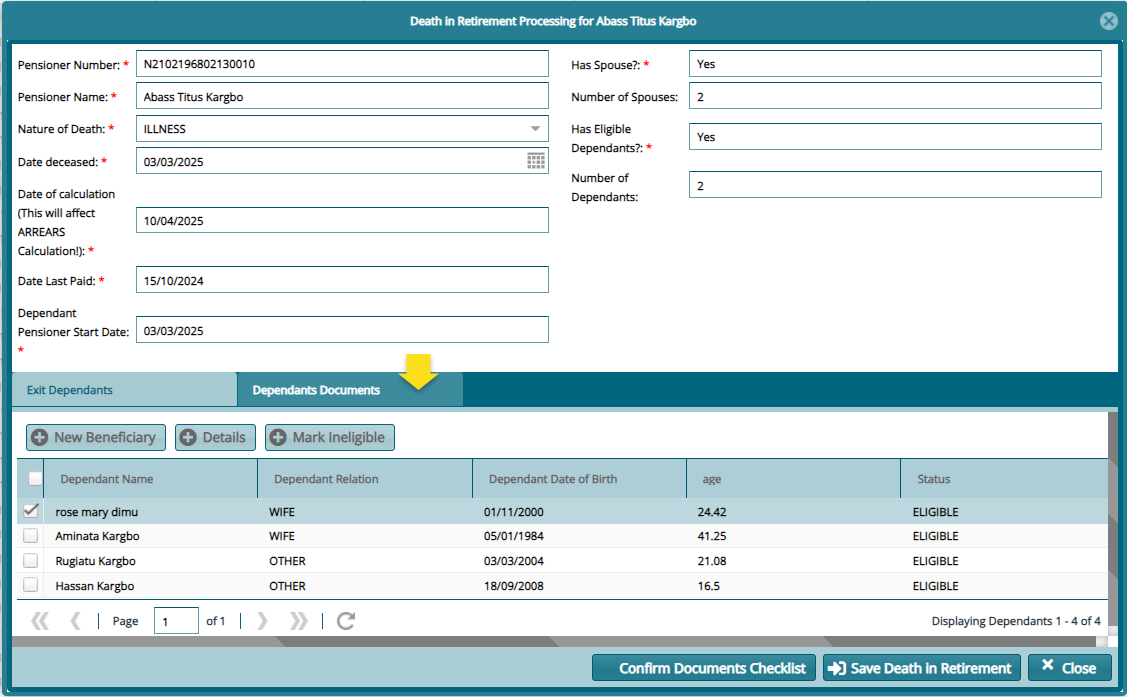 Death in Retirement Processing for Abass Titus Kargbo
Pensioner Number: * N2102196802130010
Pensioner Name: * Abass Titus Kargbo
Nature of Death: * ILLNESS
Date deceased: * 03/03/2025
Date of calculation
(This will affect
ARREARS
Calculation!): * 10/04/2025
Date Last Paid: * 15/10/2024
Dependant
Pensioner Start Date: 03/03/2025
*
Has Spouse?: * Yes
Number of Spouses: 2
Has Eligible
Dependants?: * Yes
Number of
Dependants: 2
Exit Dependants Dependants Documents
New Beneficiary Details Mark Ineligible
Dependant Name Dependant Relation Dependant Date of Birth age Status
rose mary dimu WIFE 01/11/2000 24.42 ELIGIBLE
Aminata Kargbo WIFE 05/01/1984 41.25 ELIGIBLE
Rugiatu Kargbo OTHER 03/03/2004 21.08 ELIGIBLE
Hassan Kargbo OTHER 18/09/2008 16.5 ELIGIBLE
Page 1 of 1 Displaying Dependants 1 - 4 of 4
Confirm Documents Checklist Save Death in Retirement Close